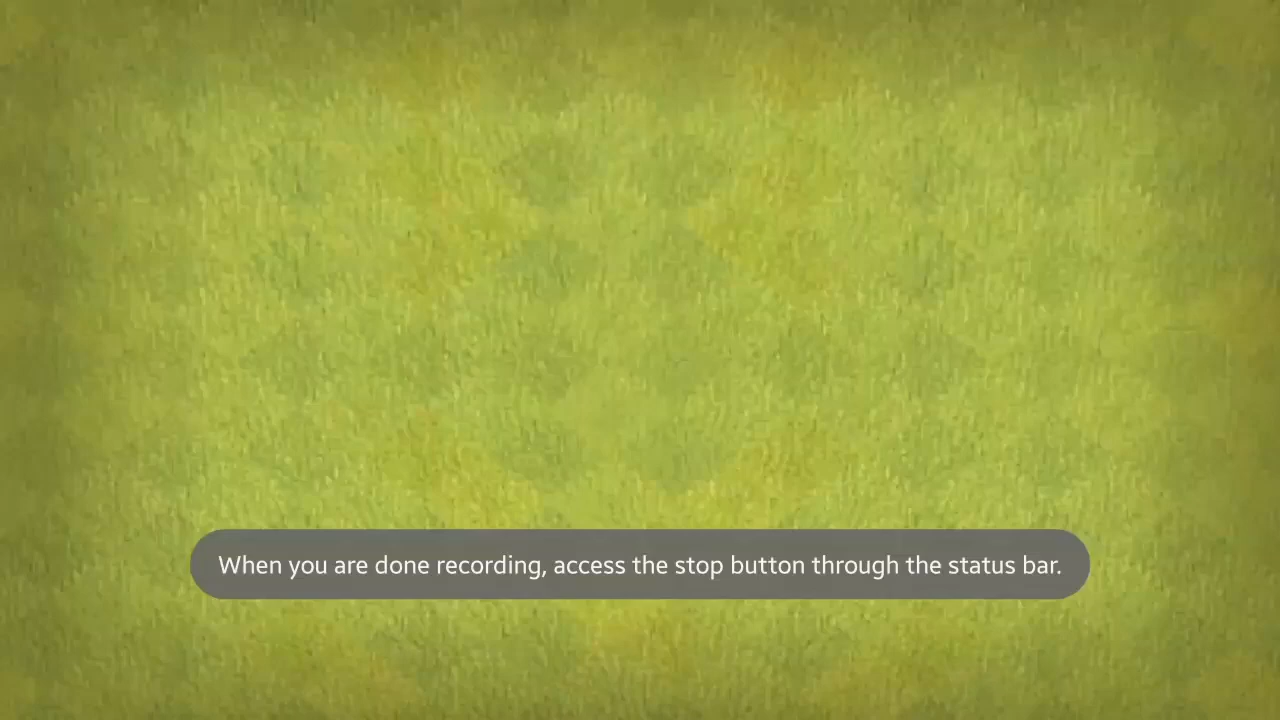 When you are done recording, access the stop button through the status bar.